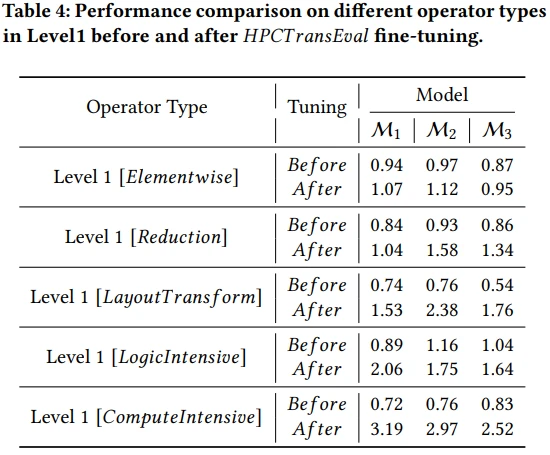 Table 4: Performance comparison on different operator types
in Level1 before and after HPCTransEval fine-tuning.
Operator Type Tuning Model
M1 M2 M3
Level 1 [Elementwise] Before 0.94 0.97 0.87
After 1.07 1.12 0.95
Level 1 [Reduction] Before 0.84 0.93 0.86
After 1.04 1.58 1.34
Level 1 [LayoutTransform] Before 0.74 0.76 0.54
After 1.53 2.38 1.76
Level 1 [LogicIntensive] Before 0.89 1.16 1.04
After 2.06 1.75 1.64
Level 1 [ComputeIntensive] Before 0.72 0.76 0.83
After 3.19 2.97 2.52